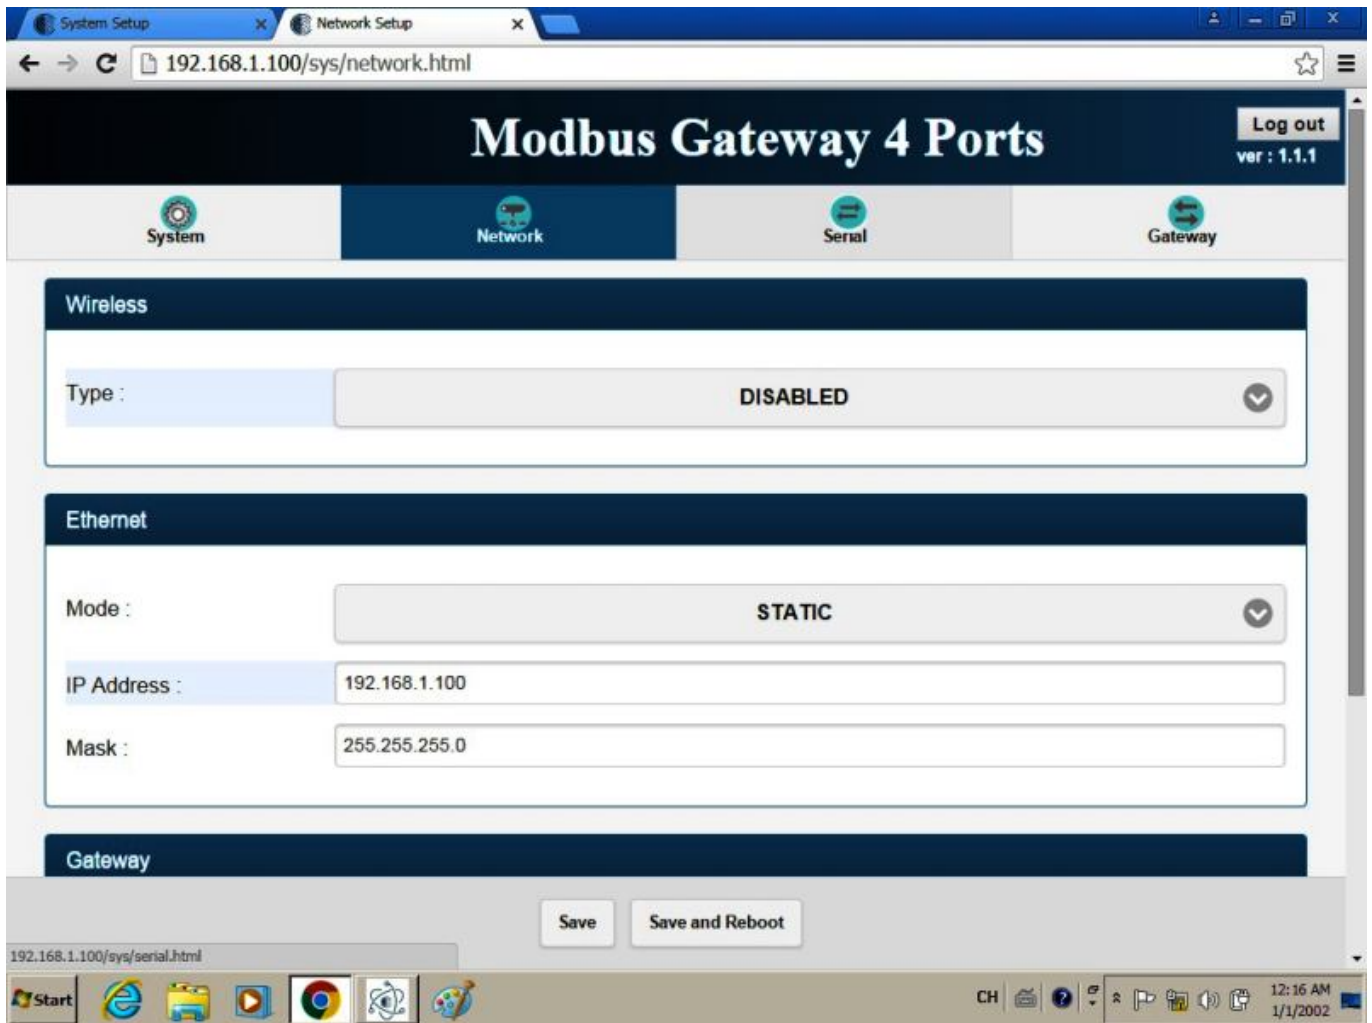 System Setup
Network Setup
192.168.1.100/sys/network.html
Modbus Gateway 4 Ports
Log out
ver : 1.1.1
System
Network
Serial
Gateway
Wireless
Type :
DISABLED
Ethernet
Mode :
STATIC
IP Address :
192.168.1.100
Mask :
255.255.255.0
Gateway
Save
Save and Reboot
192.168.1.100/sys/serial.html
Start
CH
12:16 AM
1/1/2002